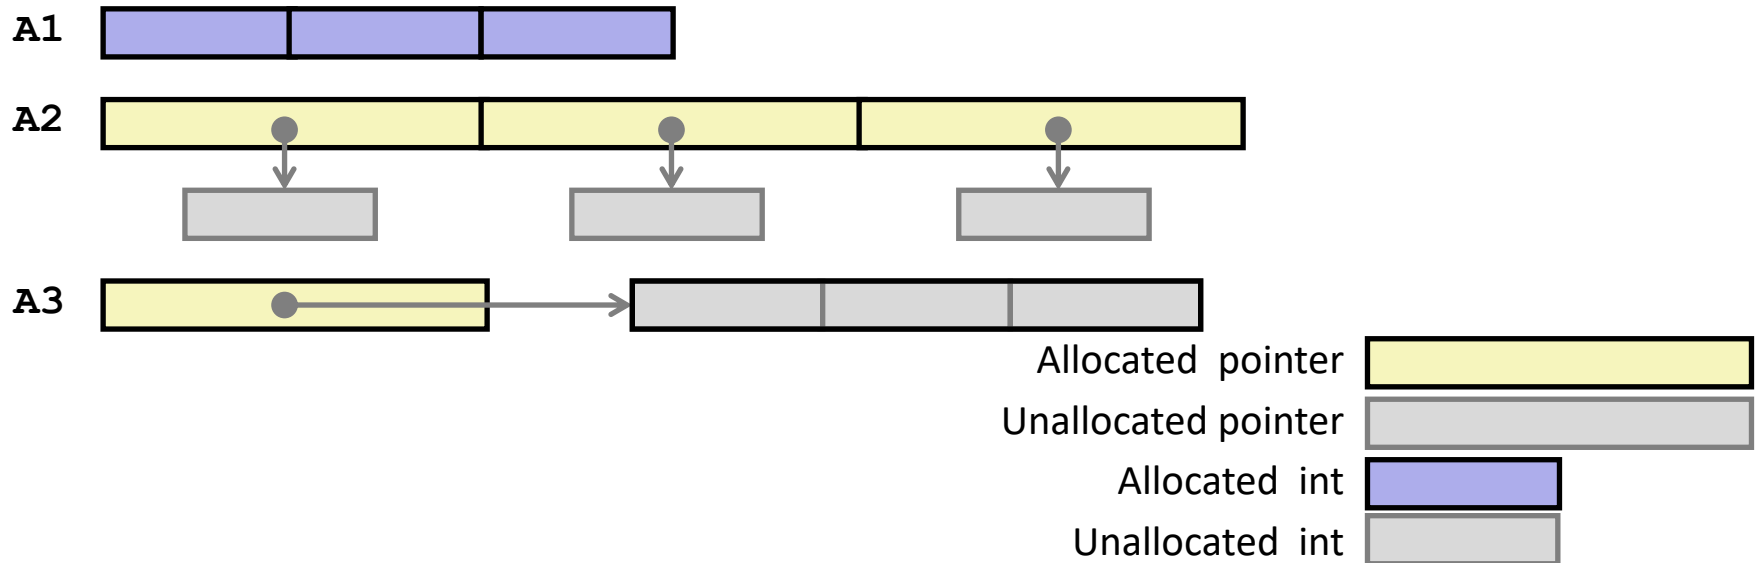 A1
A2
A3
Allocated pointer
Unallocated pointer
Allocated int
Unallocated int